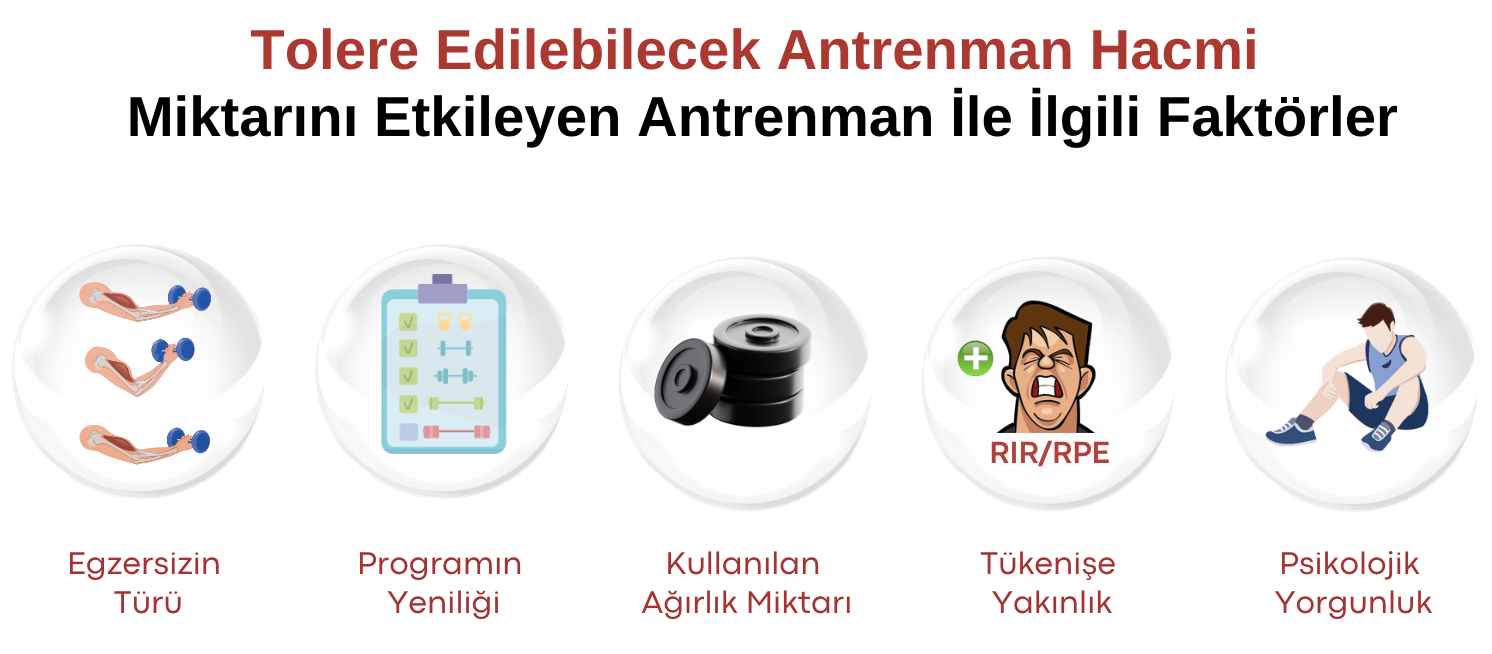 Tolere Edilebilecek Antrenman Hacmi
Miktarını Etkileyen Antrenman İle İlgili Faktörler
RIR/RPE
Egzersizin
Türü
Programın
Yeniliği
Kullanılan
Ağırlık Miktarı
Tükenişe
Yakınlık
Psikolojik
Yorgunluk